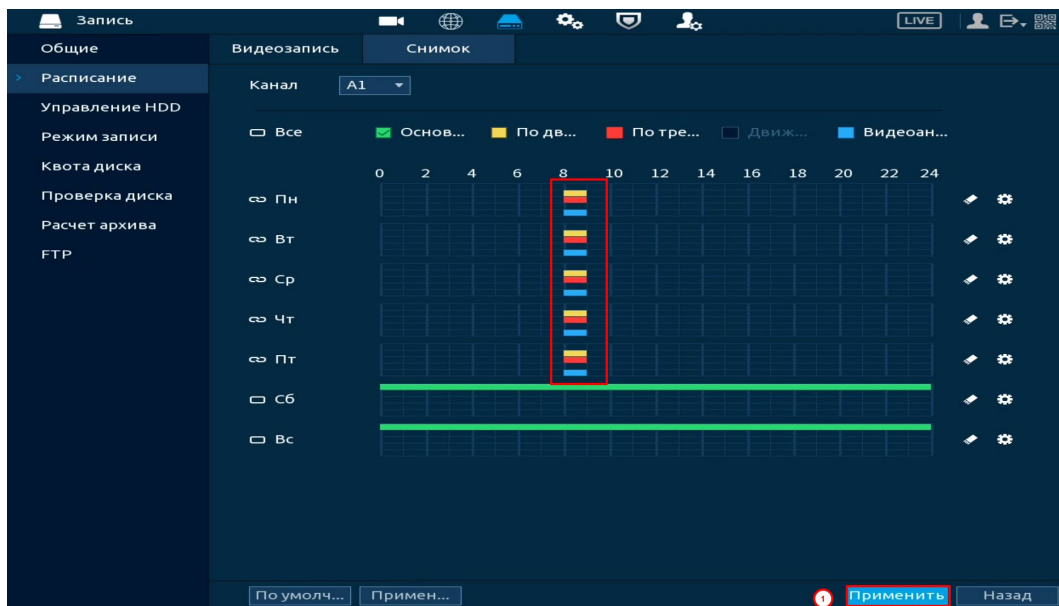 Запись LIVE
Общие Видеозапись Снимок
Расписание Канал A1
Управление HDD
Режим записи Все Основ... По дв... По тре... Движ... Видеоан...
Квота диска 0 2 4 6 8 10 12 14 16 18 20 22 24
Проверка диска Пн
Расчет архива
Вт
FTP
Ср
Чт
Пт
Сб
Вс
По умолч... Примен... 1 Применить Назад